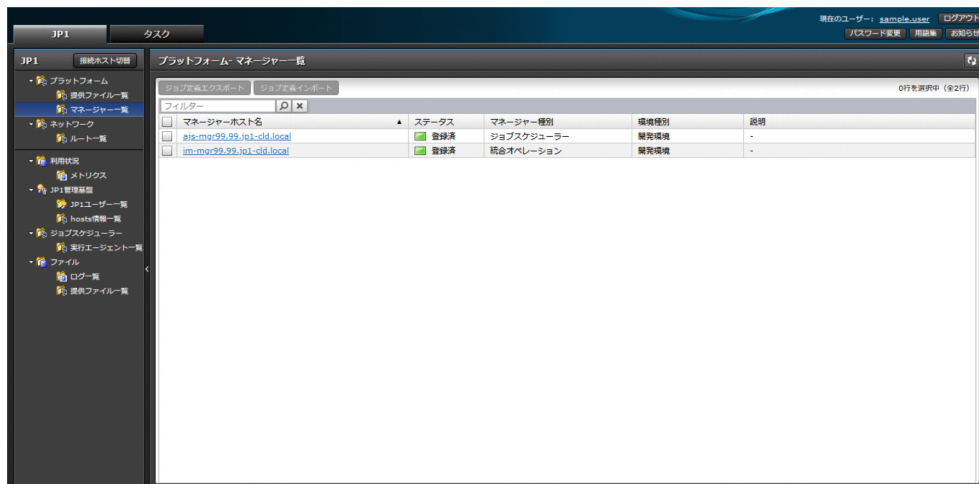 現在のユーザー: sample.user ログアウト
JP1 タスク パスワード変更 用語集 お知らせ
JP1 接続ホスト切替
プラットフォーム
提供ファイル一覧
マネージャー一覧
ネットワーク
ルート一覧
利用状況
メトリクス
JP1管理基盤
JP1ユーザー一覧
hosts情報一覧
ジョブスケジューラー
実行エージェント一覧
ファイル
ログ一覧
提供ファイル一覧
プラットフォーム- マネージャー一覧
ジョブ定義エクスポート ジョブ定義インポート 0行を選択中 (全2行)
フィルター
マネージャーホスト名 ▲ ステータス マネージャー種別 環境種別 説明
ajs-mgr99.99.jp1-cld.local 登録済 ジョブスケジューラー 開発環境 -
im-mgr99.99.jp1-cld.local 登録済 統合オペレーション 開発環境 -